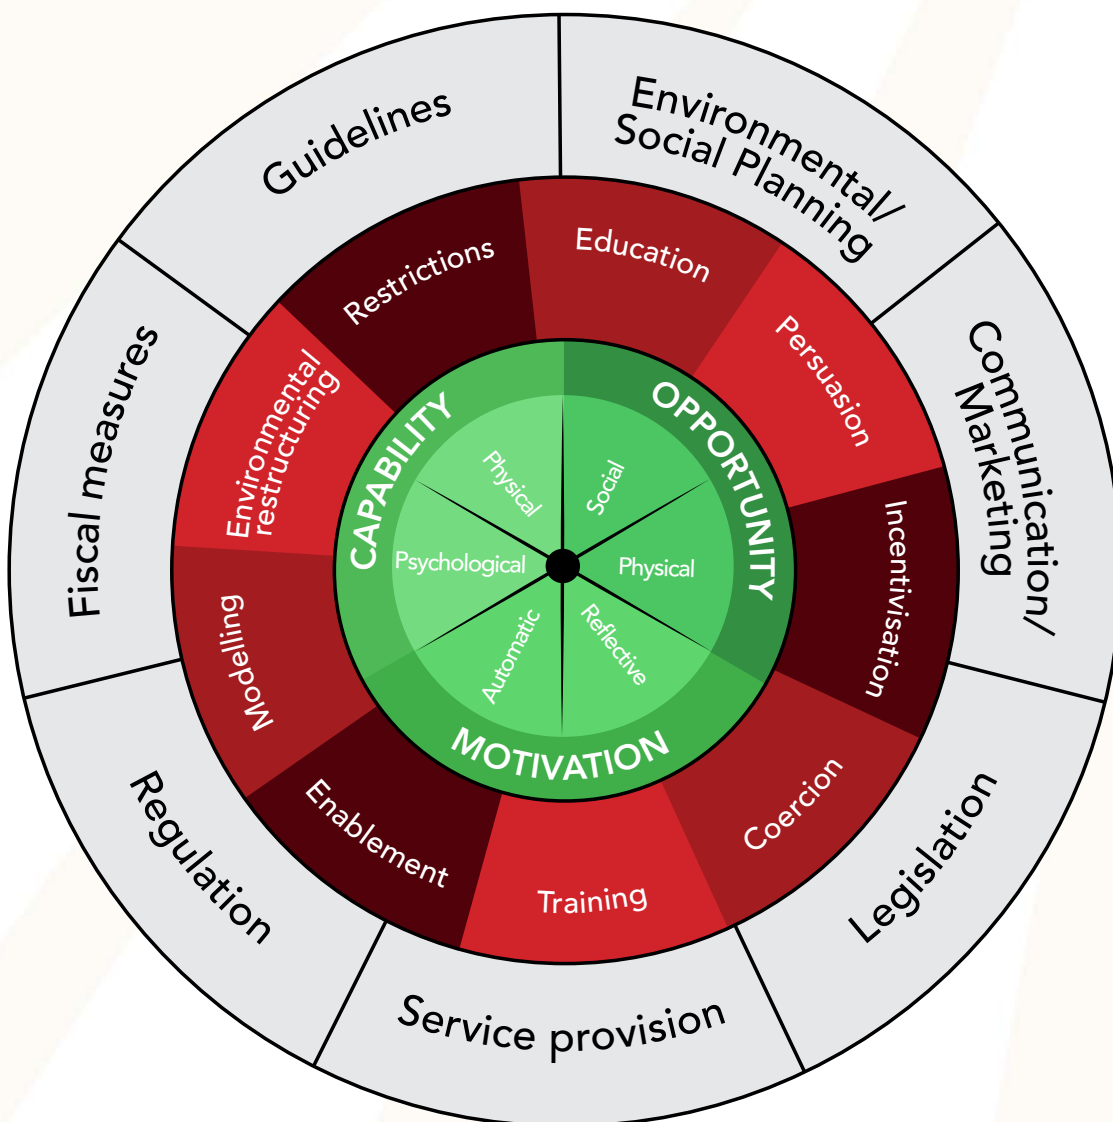 Guidelines
Environmental/
Social Planning
Communication/
Marketing
Legislation
Service provision
Regulation
Fiscal measures
Restrictions
Education
Persuasion
Incentivisation
Coercion
Training
Enablement
Modelling
Environmental
restructuring
CAPABILITY
OPPORTUNITY
MOTIVATION
Physical
Social
Physical
Reflective
Automatic
Psychological